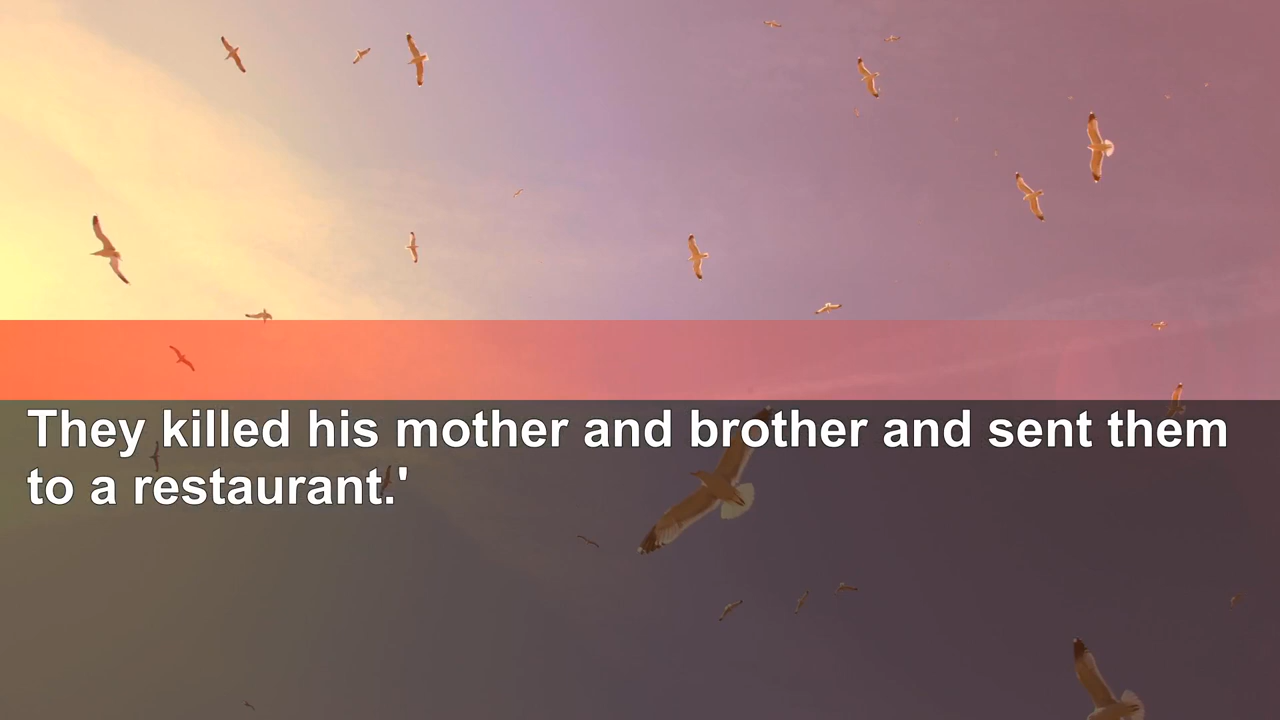 They killed his mother and brother and sent them
to a restaurant.'